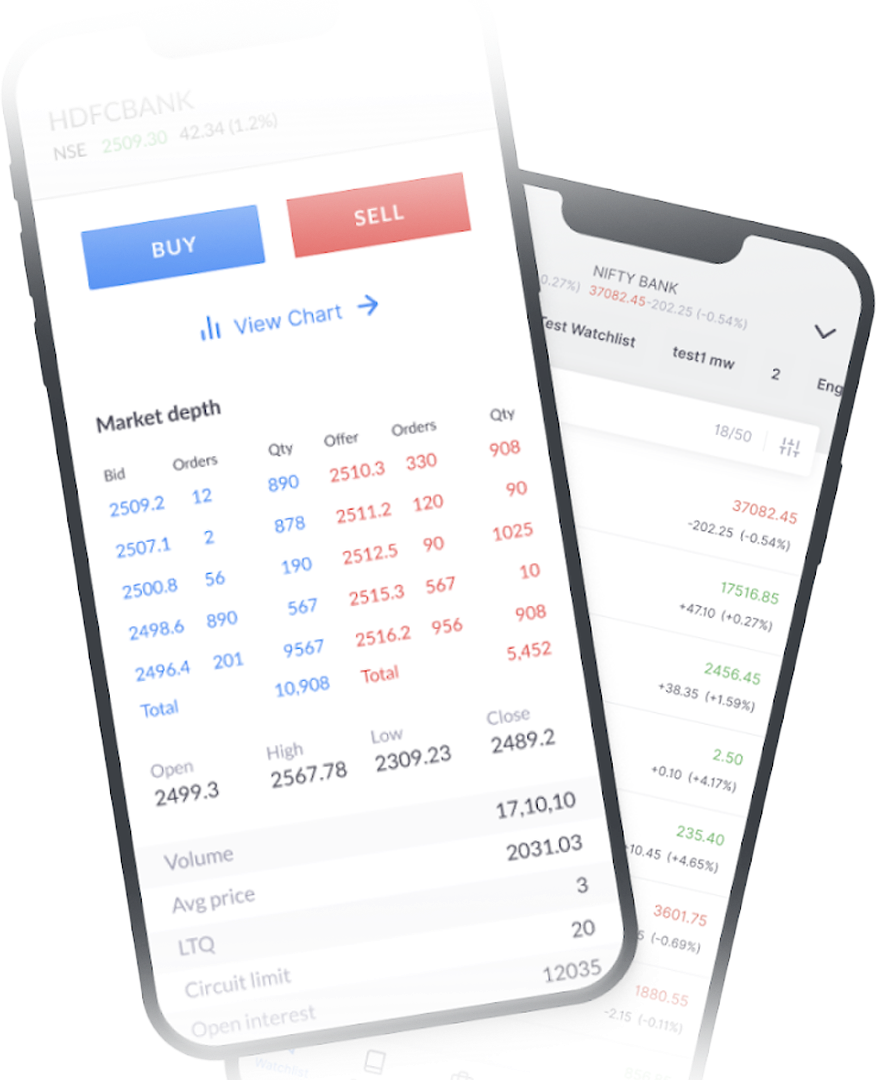 HDFCBANK
NSE 2509.30 42.34 (1.2%)
BUY SELL
View Chart
Market depth
Bid Orders Qty Offer Orders Qty
2509.2 12 890 2510.3 330 908
2507.1 2 878 2511.2 120 90
2500.8 56 190 2512.5 90 1025
2498.6 890 567 2515.3 567 10
2496.4 201 9567 2516.2 956 908
Total 10,908 Total 5,452
Open High Low Close
2499.3 2567.78 2309.23 2489.2
Volume 17,10,10
Avg price 2031.03
LTQ 3
Circuit limit 20
Open interest 12035
NIFTY BANK
0.27%) 37082.45 -202.25 (-0.54%)
Test Watchlist test1 mw 2 Eng
18/50
37082.45
-202.25 (-0.54%)
17516.85
+47.10 (+0.27%)
2456.45
+38.35 (+1.59%)
2.50
+0.10 (+4.17%)
235.40
10.45 (+4.65%)
3601.75
5 (-0.69%)
1880.55
-2.15 (-0.11%)
Watchlist